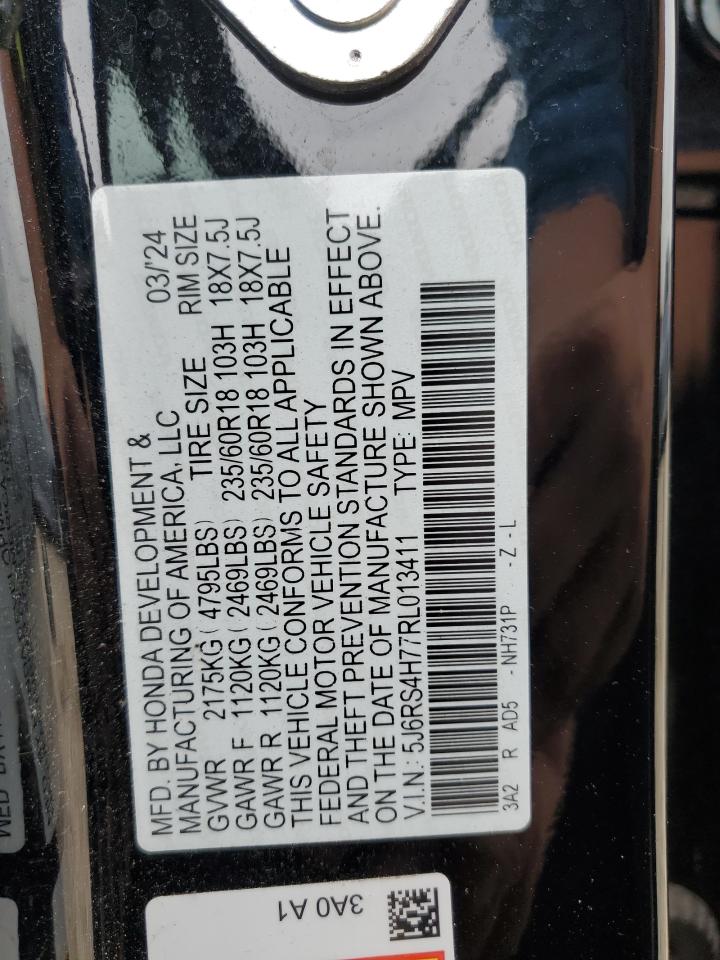 MFD. BY HONDA DEVELOPMENT & 03/'24
MANUFACTURING OF AMERICA, LLC TIRE SIZE RIM SIZE
GVWR 2175KG ( 4795LBS)
GAWR F 1120KG ( 2469LBS) 235/60R18 103H 18X7.5J
GAWR R 1120KG ( 2469LBS) 235/60R18 103H 18X7.5J
THIS VEHICLE CONFORMS TO ALL APPLICABLE
FEDERAL MOTOR VEHICLE SAFETY
AND THEFT PREVENTION STANDARDS IN EFFECT
ON THE DATE OF MANUFACTURE SHOWN ABOVE.
V.I.N.: 5J6RS4H77RL013411 TYPE: MPV
3A2 R AD5 -NH731P -Z-L
3A0 A1